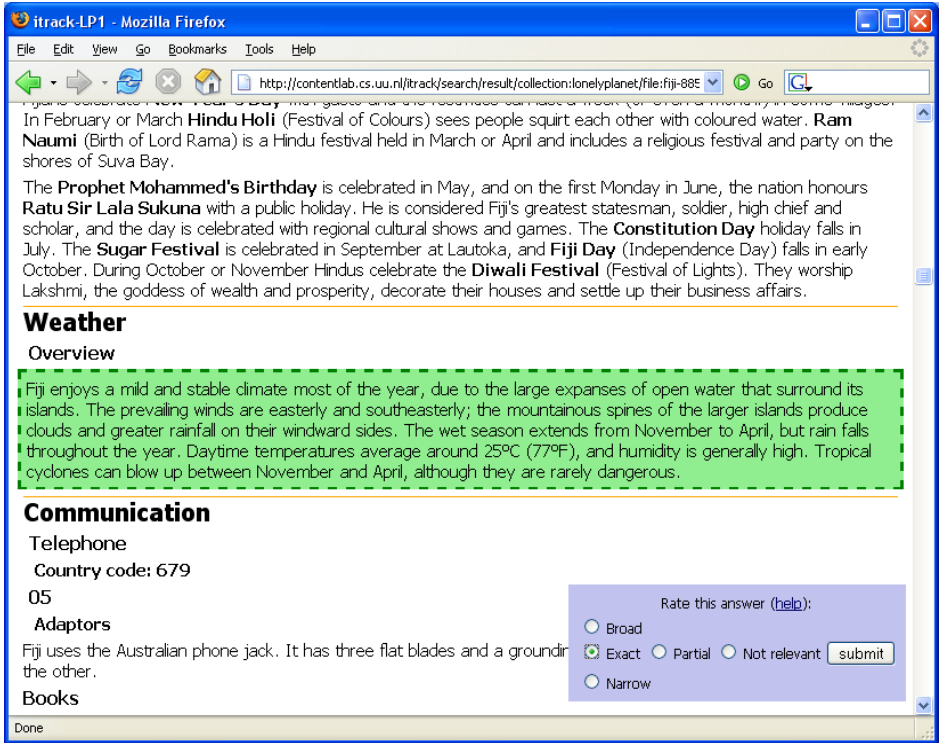 itrack-LP1 - Mozilla Firefox
File Edit View Go Bookmarks Tools Help
http://contentlab.cs.uu.nl/itrack/search/result/collection:lonelyplanet/file:fiji-885 Go G
New Year's Day
In February or March Hindu Holi (Festival of Colours) sees people squirt each other with coloured water. Ram
Naumi (Birth of Lord Rama) is a Hindu festival held in March or April and includes a religious festival and party on the
shores of Suva Bay.
The Prophet Mohammed's Birthday is celebrated in May, and on the first Monday in June, the nation honours
Ratu Sir Lala Sukuna with a public holiday. He is considered Fiji's greatest statesman, soldier, high chief and
scholar, and the day is celebrated with regional cultural shows and games. The Constitution Day holiday falls in
July. The Sugar Festival is celebrated in September at Lautoka, and Fiji Day (Independence Day) falls in early
October. During October or November Hindus celebrate the Diwali Festival (Festival of Lights). They worship
Lakshmi, the goddess of wealth and prosperity, decorate their houses and settle up their business affairs.
Weather
Overview
Fiji enjoys a mild and stable climate most of the year, due to the large expanses of open water that surround its
islands. The prevailing winds are easterly and southeasterly; the mountainous spines of the larger islands produce
clouds and greater rainfall on their windward sides. The wet season extends from November to April, but rain falls
throughout the year. Daytime temperatures average around 25ºC (77ºF), and humidity is generally high. Tropical
cyclones can blow up between November and April, although they are rarely dangerous.
Communication
Telephone
Country code: 679
05
Adaptors
Fiji uses the Australian phone jack. It has three flat blades and a groundin
the other.
Books
Rate this answer (help):
Broad
Exact Partial Not relevant submit
Narrow
Done